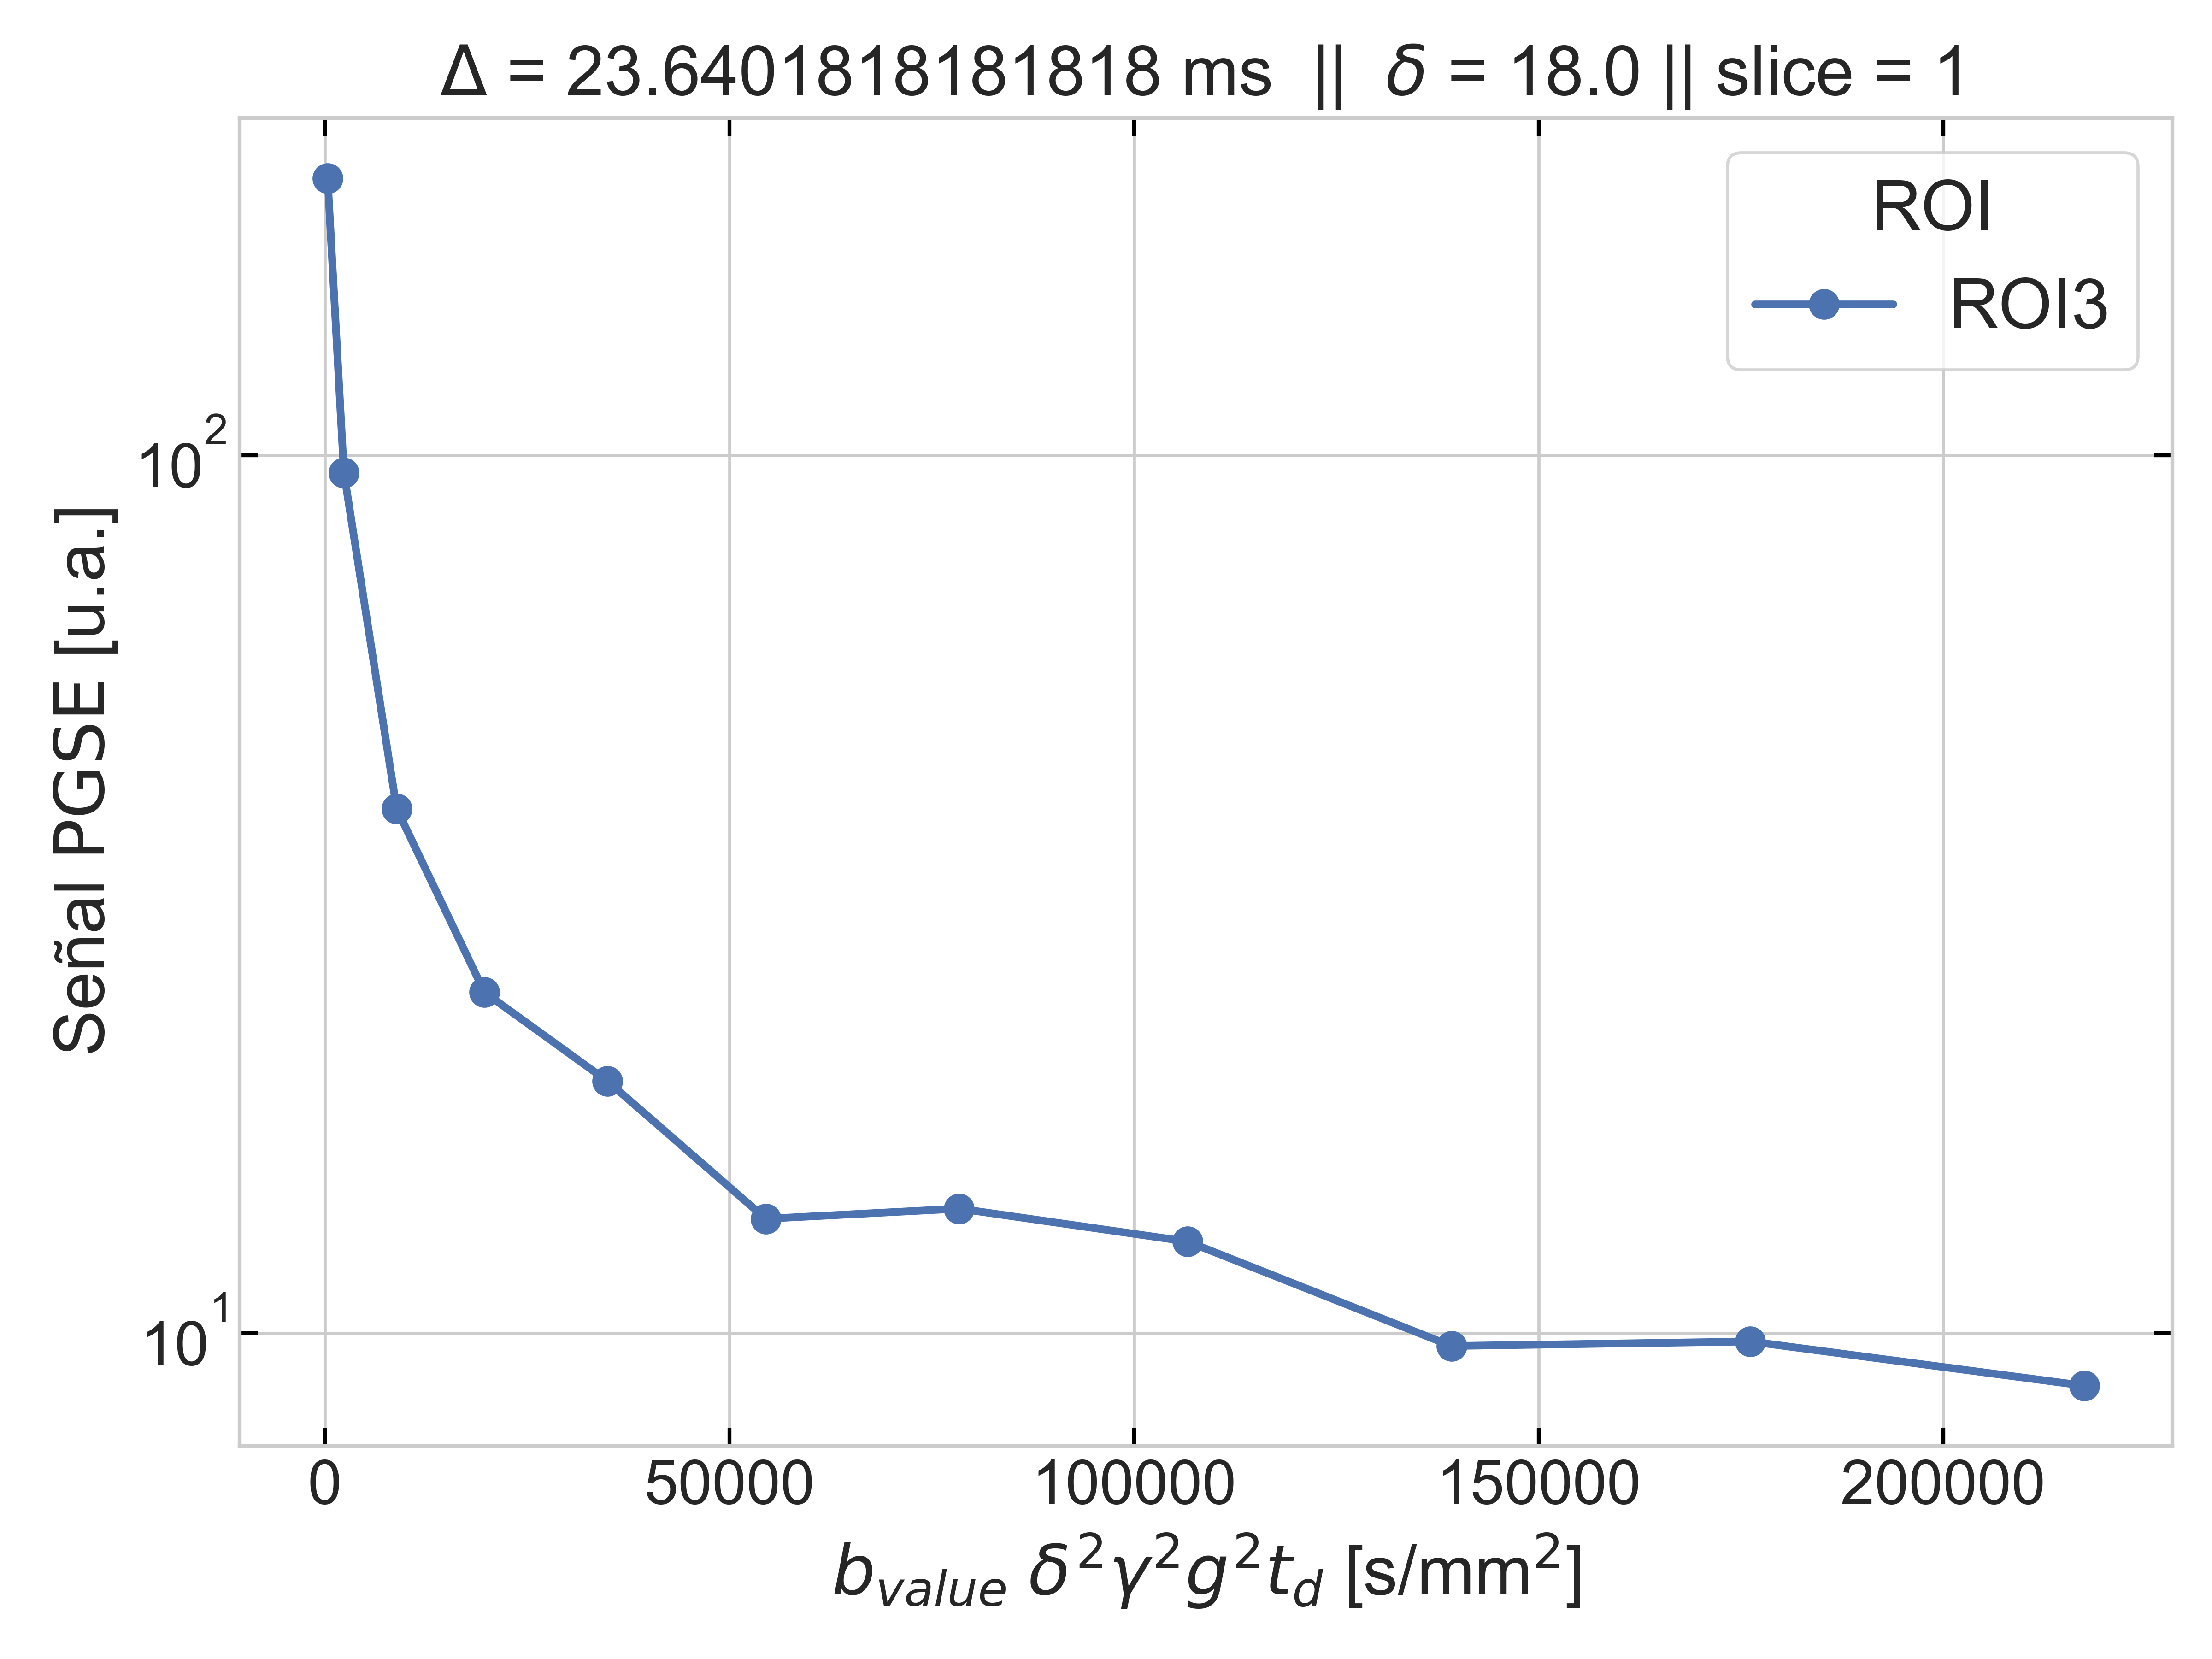 Δ = 23.640181818181818 ms || δ = 18.0 || slice = 1
ROI
ROI3
Señal PGSE [u.a.]
10²
10¹
0 50000 100000 150000 200000
b_value δ²γ²g²t_d [s/mm²]